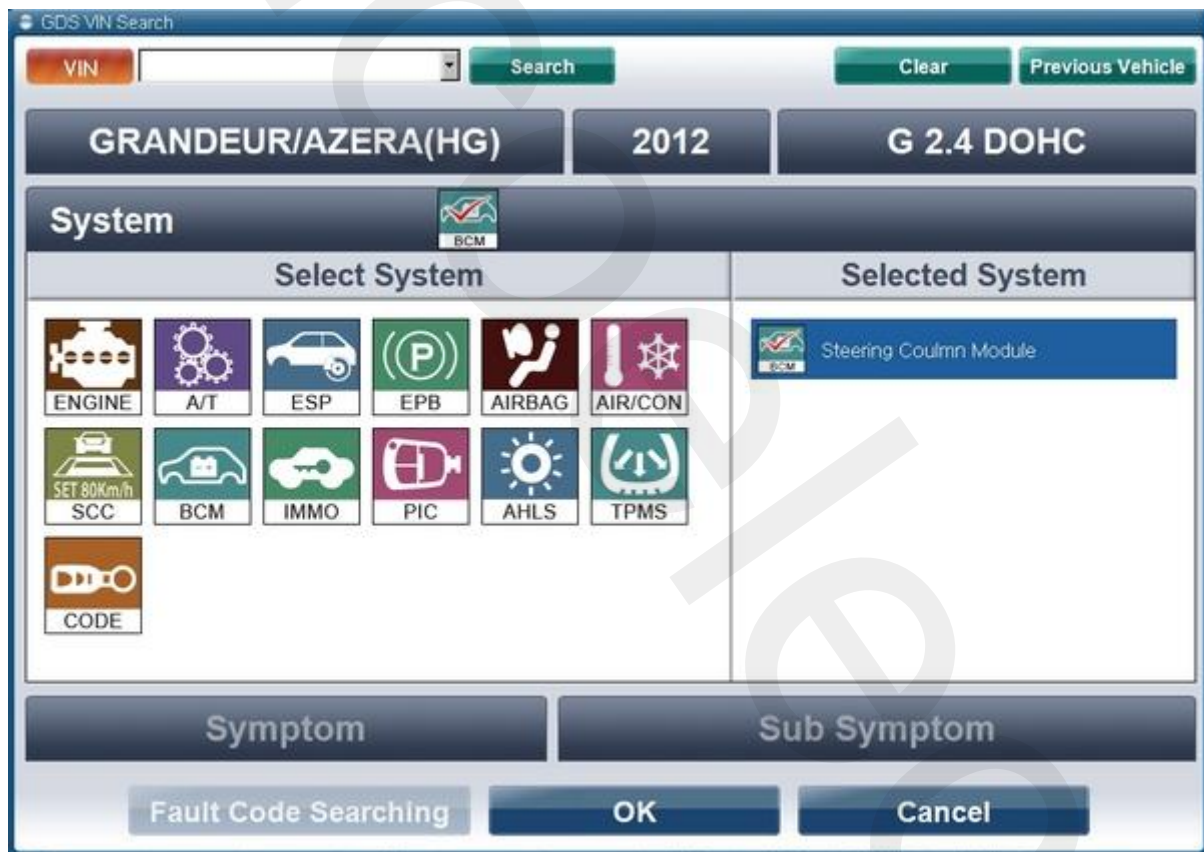 GDS VIN Search
VIN Search Clear Previous Vehicle
GRANDEUR/AZERA(HG) 2012 G 2.4 DOHC
System BCM
Select System Selected System
ENGINE A/T ESP EPB AIRBAG AIR/CON
BCM Steering Coulmn Module
SET 80Km/h
SCC BCM IMMO PIC AHLS TPMS
CODE
Symptom Sub Symptom
Fault Code Searching OK Cancel